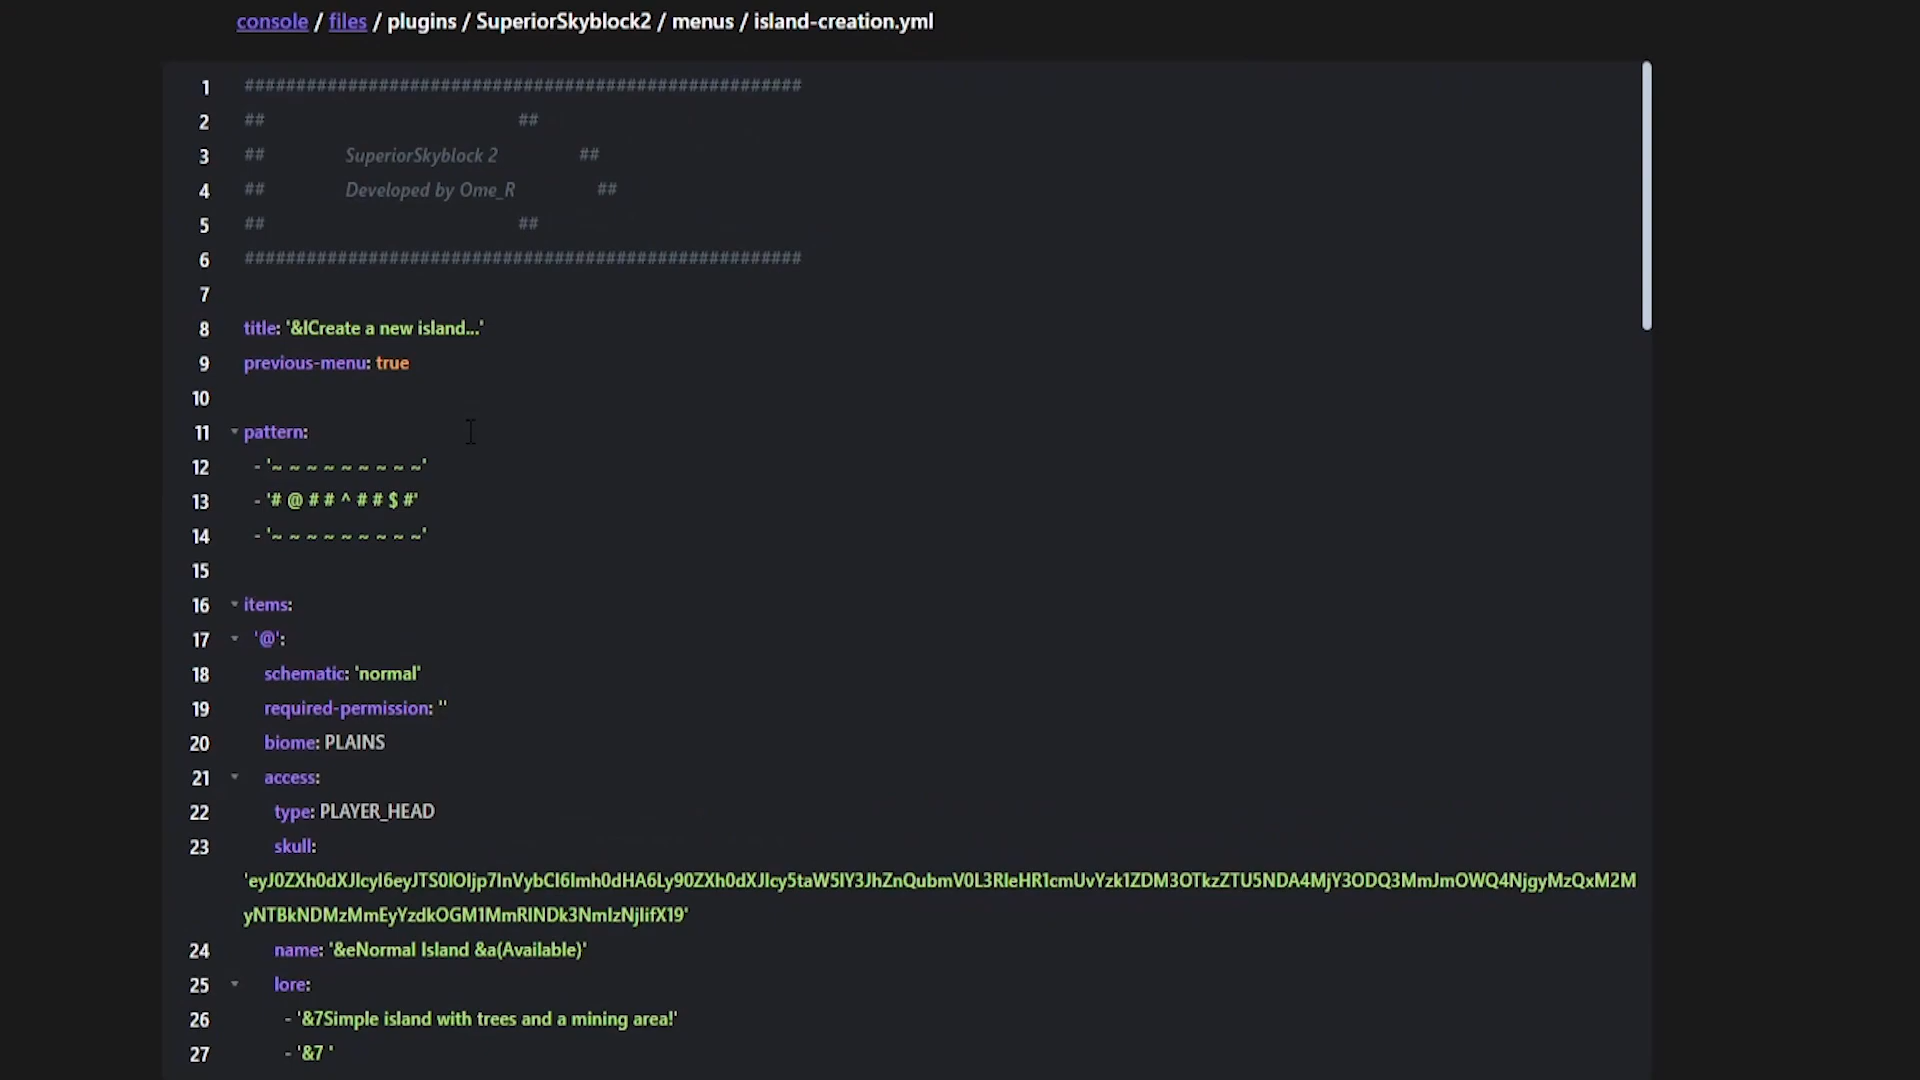 console / files / plugins / SuperiorSkyblock2 / menus / island-creation.yml
1 ######################################################
2 ## ##
3 ## SuperiorSkyblock 2 ##
4 ## Developed by Ome_R ##
5 ## ##
6 ######################################################
7
8 title: '&lCreate a new island...'
9 previous-menu: true
10
11 pattern:
12 - '~ ~ ~ ~ ~ ~ ~ ~ ~'
13 - '# @ # # ^ # # $ #'
14 - '~ ~ ~ ~ ~ ~ ~ ~ ~'
15
16 items:
17 '@':
18 schematic: 'normal'
19 required-permission: ''
20 biome: PLAINS
21 access:
22 type: PLAYER_HEAD
23 skull:
'eyJ0ZXh0dXJlcyI6eyJTS0lOIjp7InVybCI6Imh0dHA6Ly90ZXh0dXJlcy5taW5lY3JhZnQubmV0L3RleHR1cmUvYzk1ZDM3OTkzZTU5NDA4MjY3ODQ3MmJmOWQ4NjgyMzQxM2M
yNTBkNDMzMmEyYzdkOGM1MmRlNDk3NmIzNjIifX19'
24 name: '&eNormal Island &a(Available)'
25 lore:
26 - '&7Simple island with trees and a mining area!'
27 - '&7 '